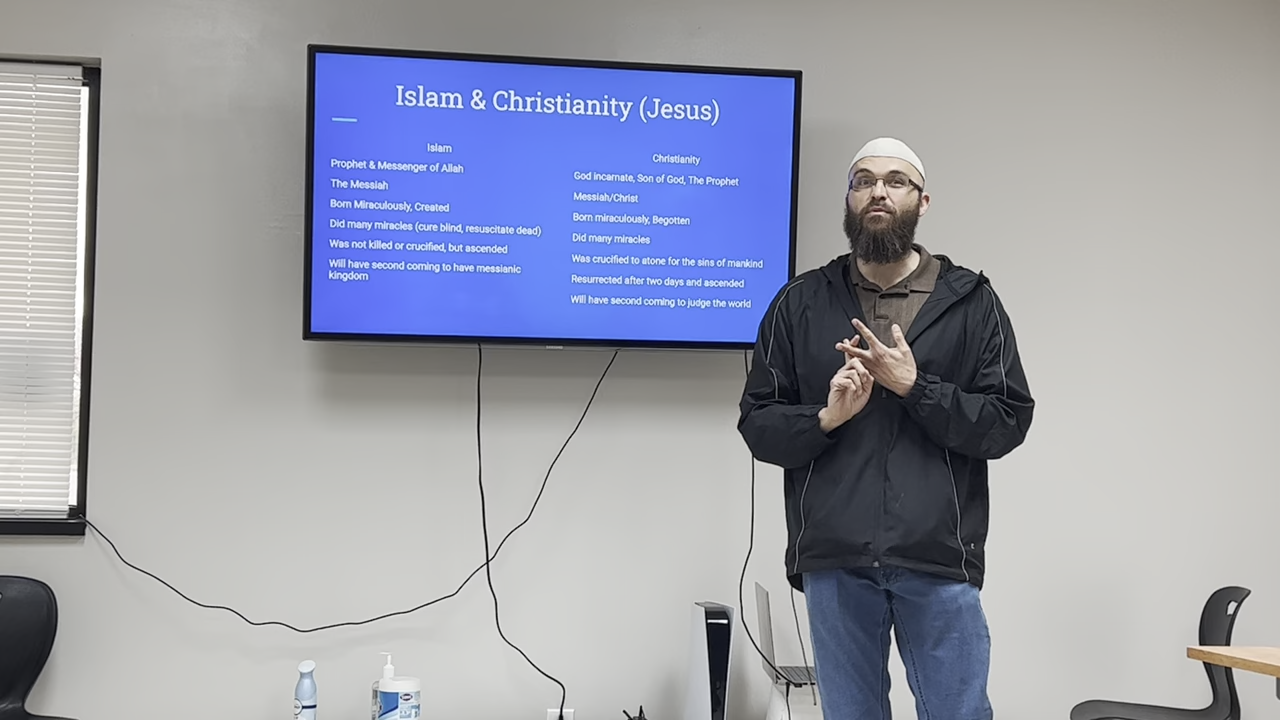 Islam & Christianity (Jesus)
Islam
Prophet & Messenger of Allah
The Messiah
Born Miraculously, Created
Did many miracles (cure blind, resuscitate dead)
Was not killed or crucified, but ascended
Will have second coming to have messianic
kingdom
Christianity
God incarnate, Son of God, The Prophet
Messiah/Christ
Born miraculously, Begotten
Did many miracles
Was crucified to atone for the sins of mankind
Resurrected after two days and ascended
Will have second coming to judge the world